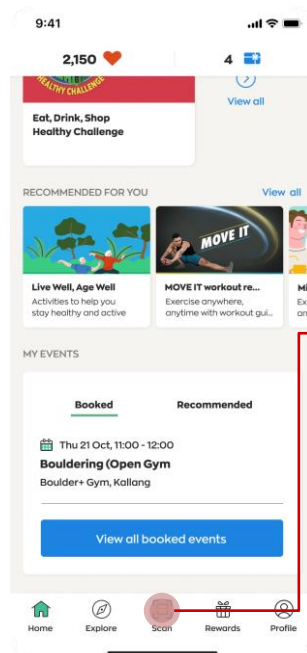 9:41
2,150
4
HEALTHY CHALLENGE
View all
Eat, Drink, Shop
Healthy Challenge
RECOMMENDED FOR YOU
View all
MOVE IT
Live Well, Age Well
Activities to help you
stay healthy and active
MOVE IT workout re...
Exercise anywhere,
anytime with workout gui...
MY EVENTS
Booked
Recommended
Thu 21 Oct, 11:00 - 12:00
Bouldering (Open Gym
Boulder+ Gym, Kallang
View all booked events
Home
Explore
Scan
Rewards
Profile